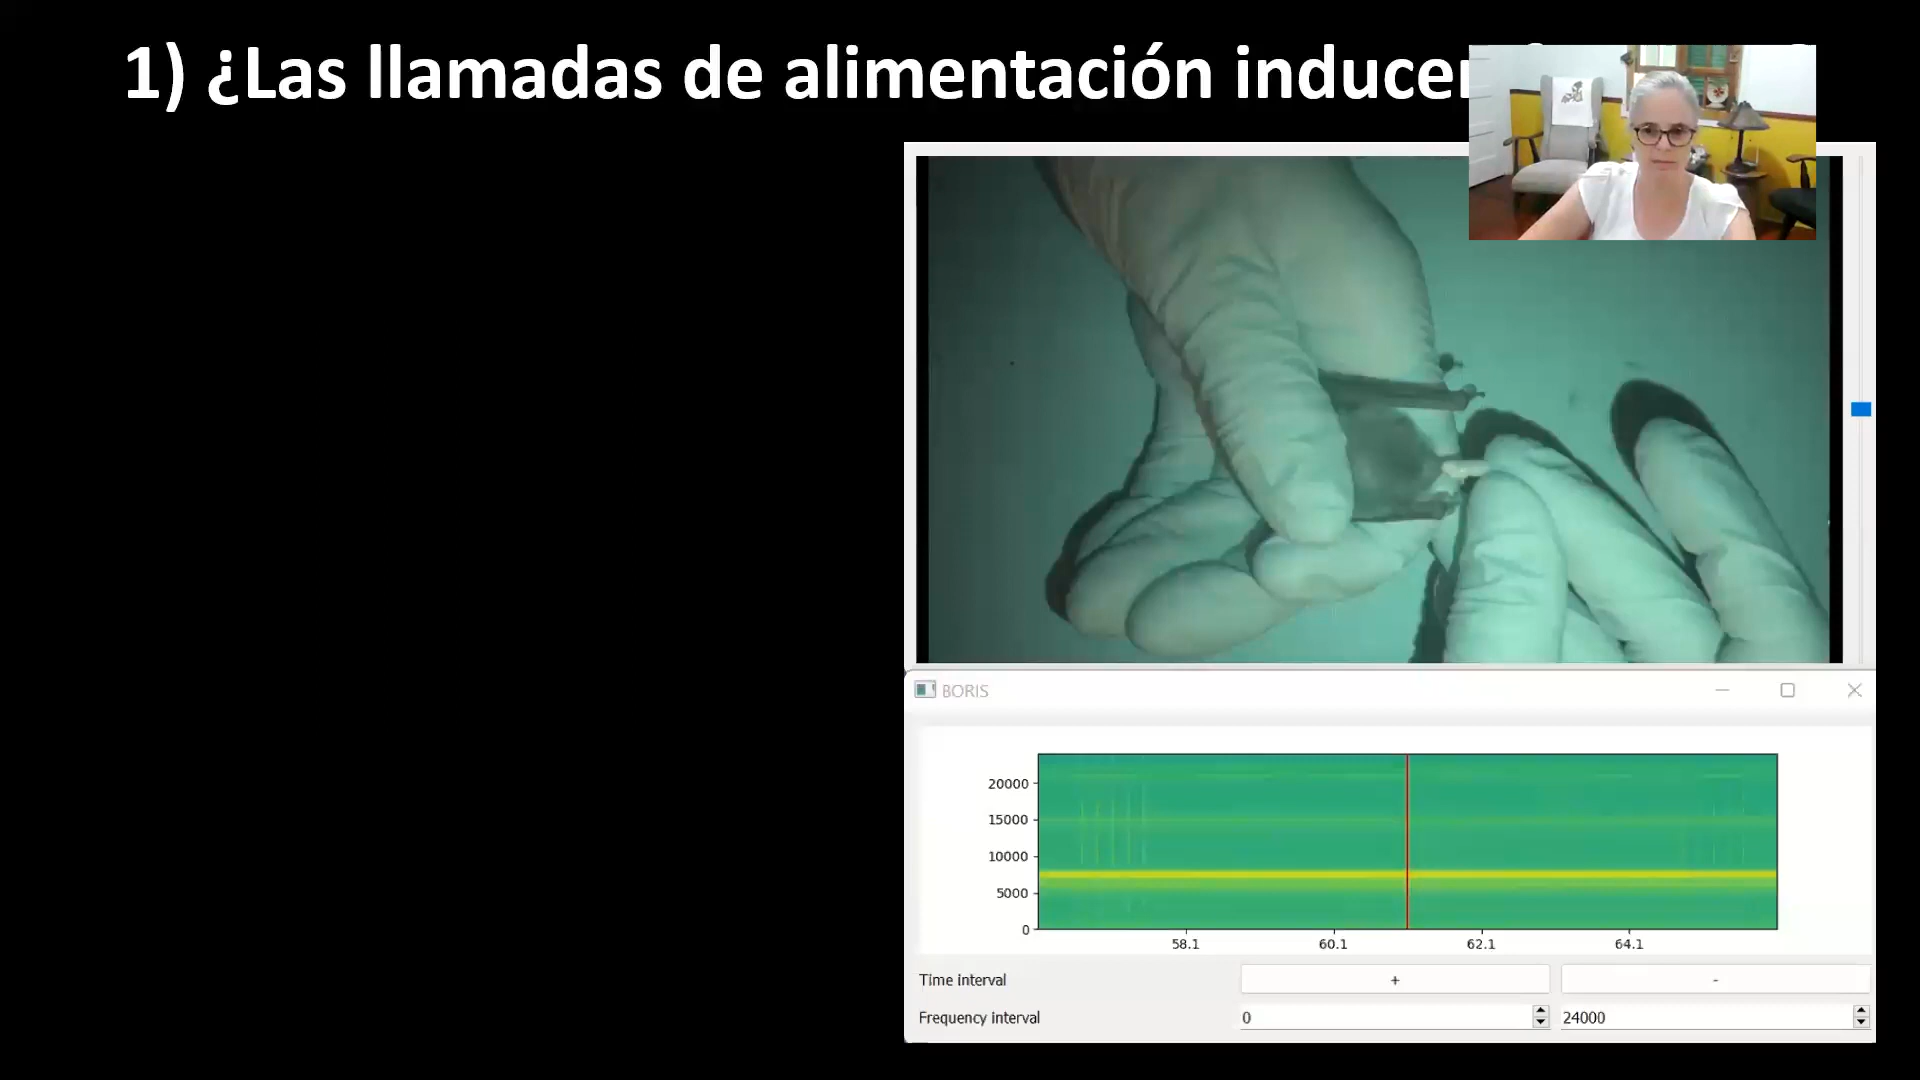 1) ¿Las llamadas de alimentación inducen
BORIS
20000
15000
10000
5000
0
58.1 60.1 62.1 64.1
Time interval + -
Frequency interval 0 24000